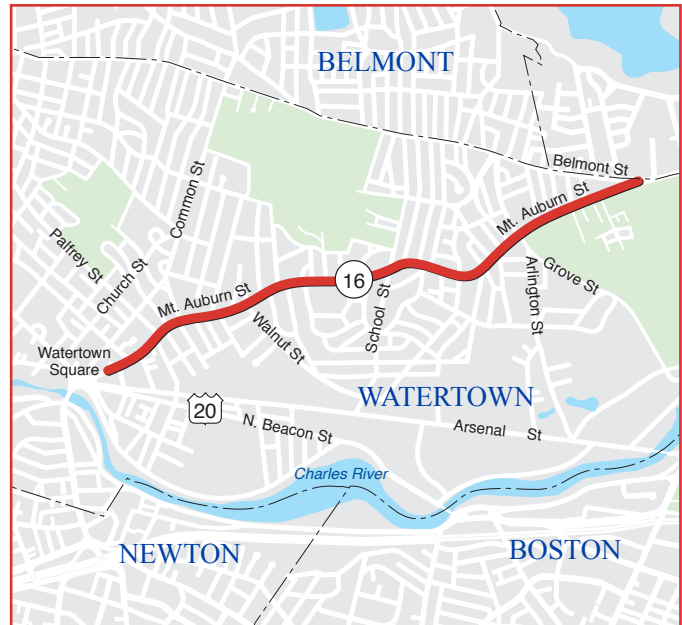 BELMONT
Belmont St
Mt. Auburn St
Common St
Palfrey St
Church St
Grove St
Arlington St
16
Mt. Auburn St
Walnut St
School St
Watertown
Square
WATERTOWN
20
N. Beacon St
Arsenal St
Charles River
NEWTON
BOSTON